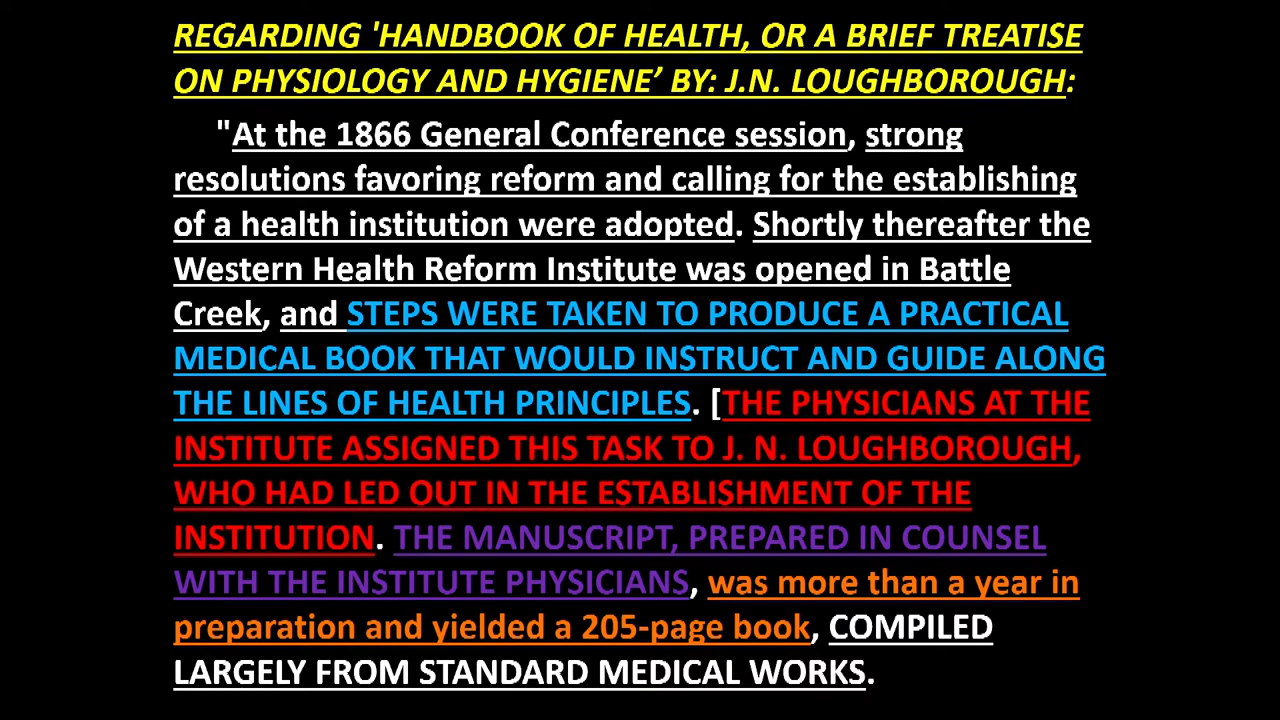 REGARDING 'HANDBOOK OF HEALTH, OR A BRIEF TREATISE
ON PHYSIOLOGY AND HYGIENE’ BY: J.N. LOUGHBOROUGH:
"At the 1866 General Conference session, strong
resolutions favoring reform and calling for the establishing
of a health institution were adopted. Shortly thereafter the
Western Health Reform Institute was opened in Battle
Creek, and STEPS WERE TAKEN TO PRODUCE A PRACTICAL
MEDICAL BOOK THAT WOULD INSTRUCT AND GUIDE ALONG
THE LINES OF HEALTH PRINCIPLES. [THE PHYSICIANS AT THE
INSTITUTE ASSIGNED THIS TASK TO J. N. LOUGHBOROUGH,
WHO HAD LED OUT IN THE ESTABLISHMENT OF THE
INSTITUTION. THE MANUSCRIPT, PREPARED IN COUNSEL
WITH THE INSTITUTE PHYSICIANS, was more than a year in
preparation and yielded a 205-page book, COMPILED
LARGELY FROM STANDARD MEDICAL WORKS.